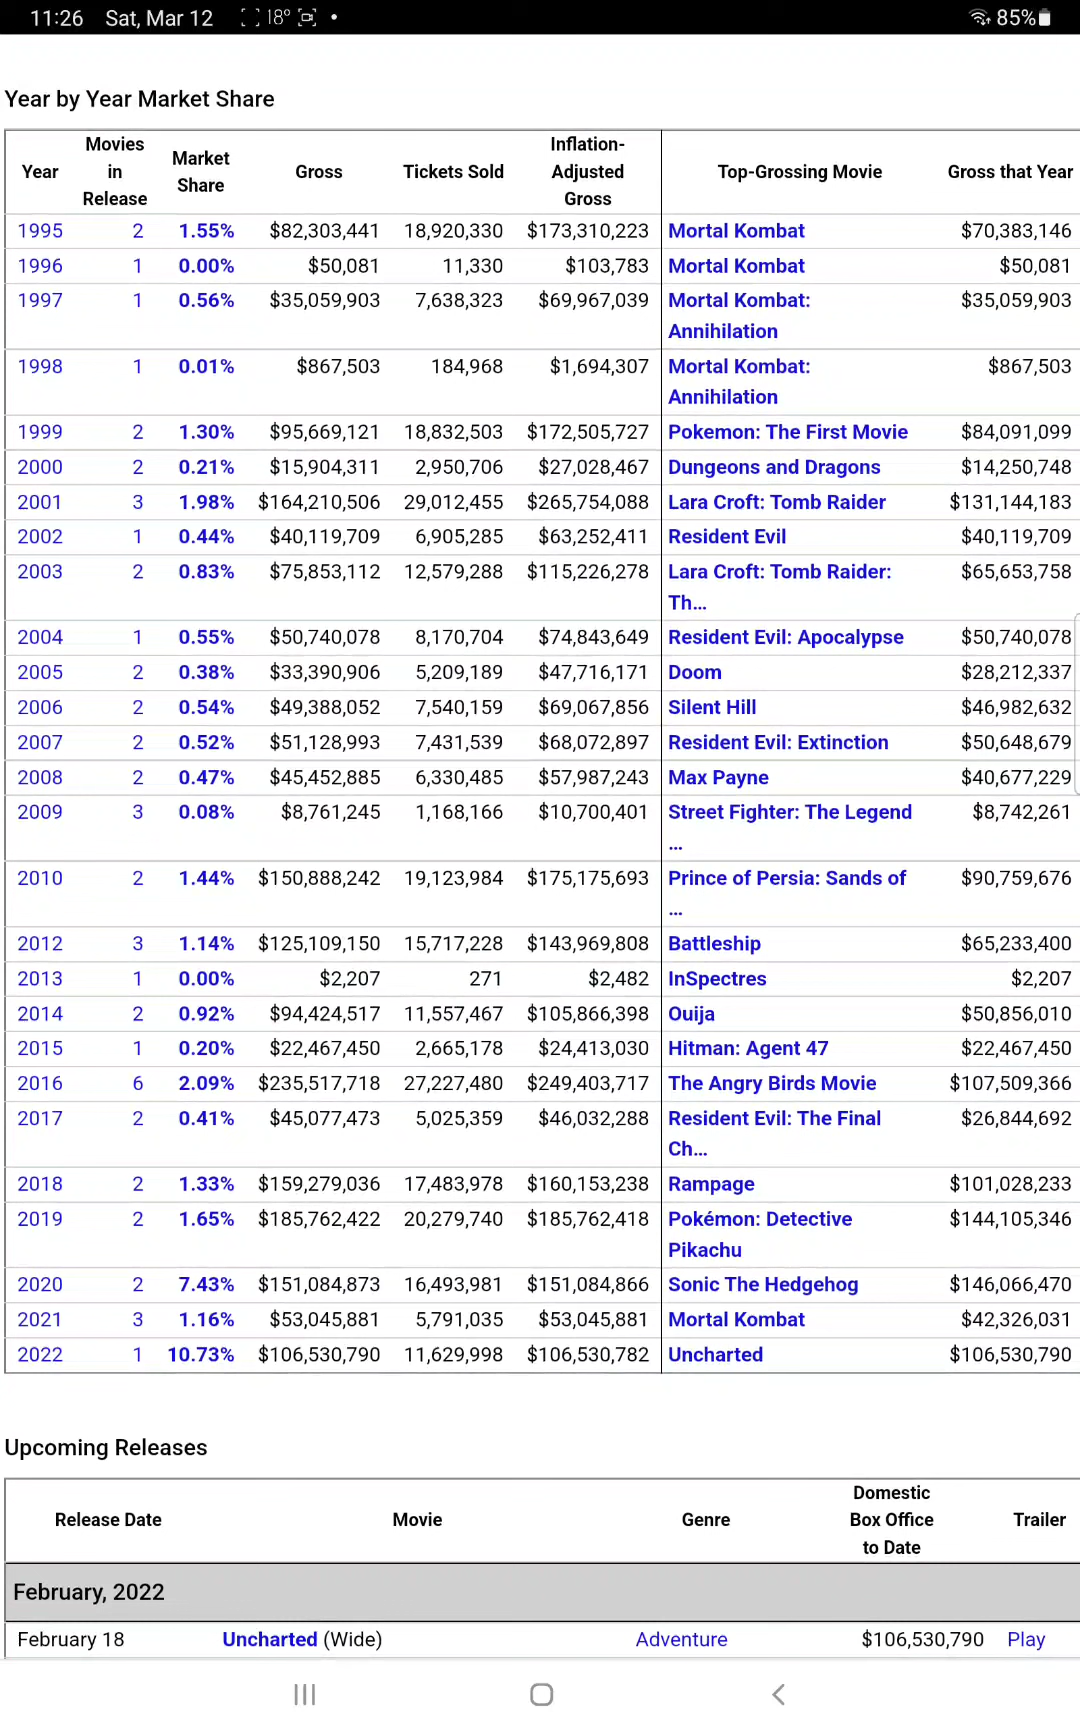 11:26 Sat, Mar 12 18° • 85%
Year by Year Market Share
Year Movies in Release Market Share Gross Tickets Sold Inflation-Adjusted Gross Top-Grossing Movie Gross that Year
1995 2 1.55% $82,303,441 18,920,330 $173,310,223 Mortal Kombat $70,383,146
1996 1 0.00% $50,081 11,330 $103,783 Mortal Kombat $50,081
1997 1 0.56% $35,059,903 7,638,323 $69,967,039 Mortal Kombat: $35,059,903
Annihilation
1998 1 0.01% $867,503 184,968 $1,694,307 Mortal Kombat: $867,503
Annihilation
1999 2 1.30% $95,669,121 18,832,503 $172,505,727 Pokemon: The First Movie $84,091,099
2000 2 0.21% $15,904,311 2,950,706 $27,028,467 Dungeons and Dragons $14,250,748
2001 3 1.98% $164,210,506 29,012,455 $265,754,088 Lara Croft: Tomb Raider $131,144,183
2002 1 0.44% $40,119,709 6,905,285 $63,252,411 Resident Evil $40,119,709
2003 2 0.83% $75,853,112 12,579,288 $115,226,278 Lara Croft: Tomb Raider: $65,653,758
Th...
2004 1 0.55% $50,740,078 8,170,704 $74,843,649 Resident Evil: Apocalypse $50,740,078
2005 2 0.38% $33,390,906 5,209,189 $47,716,171 Doom $28,212,337
2006 2 0.54% $49,388,052 7,540,159 $69,067,856 Silent Hill $46,982,632
2007 2 0.52% $51,128,993 7,431,539 $68,072,897 Resident Evil: Extinction $50,648,679
2008 2 0.47% $45,452,885 6,330,485 $57,987,243 Max Payne $40,677,229
2009 3 0.08% $8,761,245 1,168,166 $10,700,401 Street Fighter: The Legend $8,742,261
...
2010 2 1.44% $150,888,242 19,123,984 $175,175,693 Prince of Persia: Sands of $90,759,676
...
2012 3 1.14% $125,109,150 15,717,228 $143,969,808 Battleship $65,233,400
2013 1 0.00% $2,207 271 $2,482 InSpectres $2,207
2014 2 0.92% $94,424,517 11,557,467 $105,866,398 Ouija $50,856,010
2015 1 0.20% $22,467,450 2,665,178 $24,413,030 Hitman: Agent 47 $22,467,450
2016 6 2.09% $235,517,718 27,227,480 $249,403,717 The Angry Birds Movie $107,509,366
2017 2 0.41% $45,077,473 5,025,359 $46,032,288 Resident Evil: The Final $26,844,692
Ch...
2018 2 1.33% $159,279,036 17,483,978 $160,153,238 Rampage $101,028,233
2019 2 1.65% $185,762,422 20,279,740 $185,762,418 Pokémon: Detective $144,105,346
Pikachu
2020 2 7.43% $151,084,873 16,493,981 $151,084,866 Sonic The Hedgehog $146,066,470
2021 3 1.16% $53,045,881 5,791,035 $53,045,881 Mortal Kombat $42,326,031
2022 1 10.73% $106,530,790 11,629,998 $106,530,782 Uncharted $106,530,790
Upcoming Releases
Release Date Movie Genre Domestic Box Office to Date Trailer
February, 2022
February 18 Uncharted (Wide) Adventure $106,530,790 Play